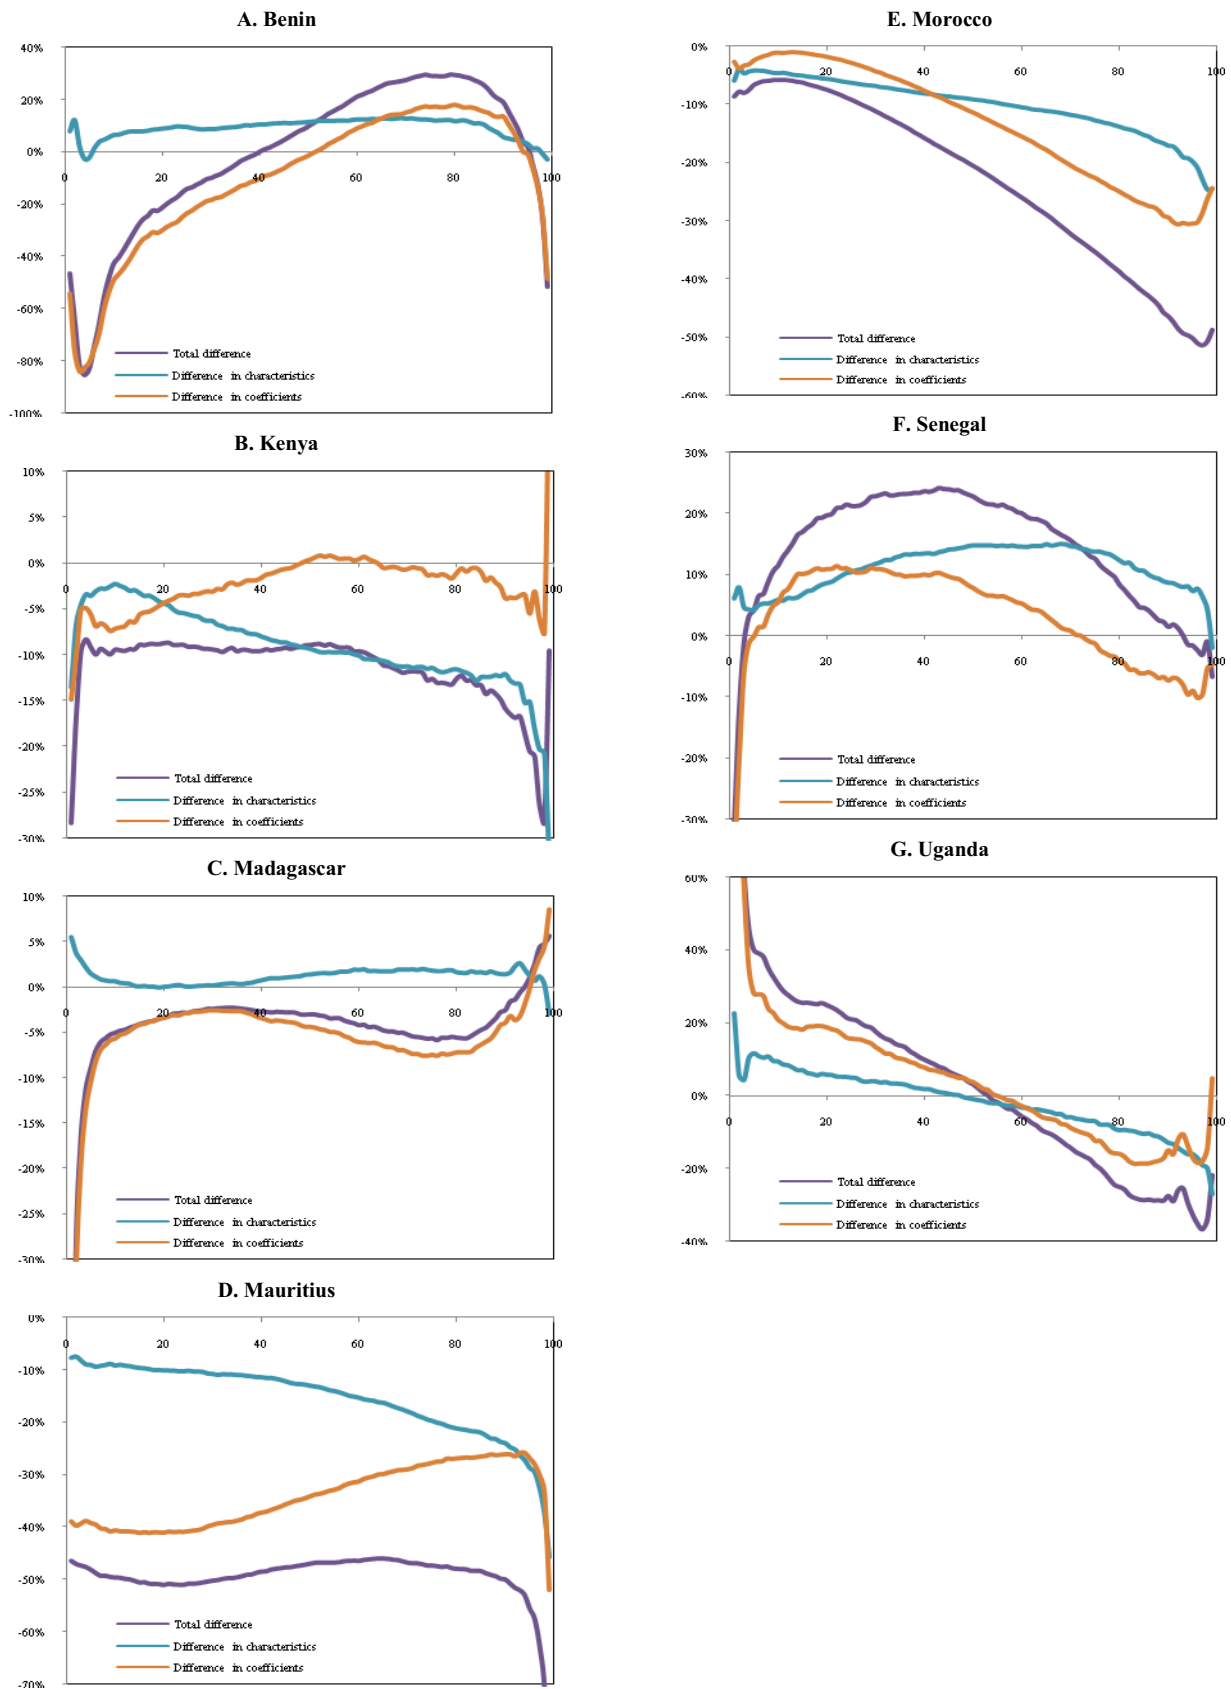 A. Benin
40%
20%
0%
-20%
-40%
-60%
-80%
-100%
0 20 40 60 80 100
Total difference
Difference in characteristics
Difference in coefficients
B. Kenya
10%
5%
0%
-5%
-10%
-15%
-20%
-25%
-30%
0 20 40 60 80 100
Total difference
Difference in characteristics
Difference in coefficients
C. Madagascar
10%
5%
0%
-5%
-10%
-15%
-20%
-25%
-30%
0 20 40 60 80 100
Total difference
Difference in characteristics
Difference in coefficients
D. Mauritius
0%
-10%
-20%
-30%
-40%
-50%
-60%
-70%
0 20 40 60 80 100
Total difference
Difference in characteristics
Difference in coefficients
E. Morocco
0%
-10%
-20%
-30%
-40%
-50%
-60%
0 20 40 60 80 100
Total difference
Difference in characteristics
Difference in coefficients
F. Senegal
30%
20%
10%
0%
-10%
-20%
-30%
0 20 40 60 80 100
Total difference
Difference in characteristics
Difference in coefficients
G. Uganda
60%
40%
20%
0%
-20%
-40%
0 20 40 60 80 100
Total difference
Difference in characteristics
Difference in coefficients